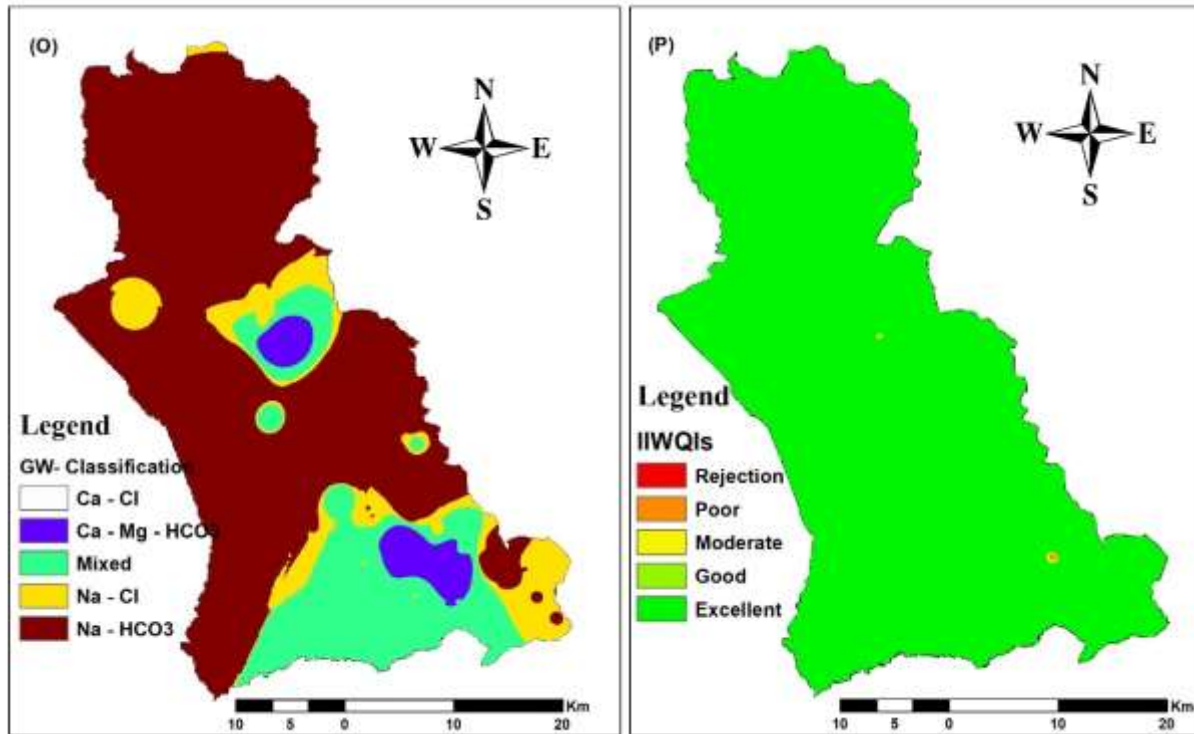 (O)
N
W E
S
Legend
GW- Classification
Ca - Cl
Ca - Mg - HCO3
Mixed
Na - Cl
Na - HCO3
10 5 0 10 20 Km
(P)
N
W E
S
Legend
IIWQIs
Rejection
Poor
Moderate
Good
Excellent
10 5 0 10 20 Km